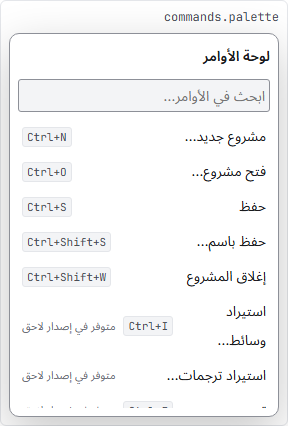 commands.palette
لوحة الأوامر
ابحث في الأوامر...
مشروع جديد... Ctrl+N
فتح مشروع... Ctrl+O
حفظ Ctrl+S
حفظ باسم... Ctrl+Shift+S
إغلاق المشروع Ctrl+Shift+W
استيراد
وسائط... Ctrl+I متوفر في إصدار لاحق
استيراد ترجمات... متوفر في إصدار لاحق